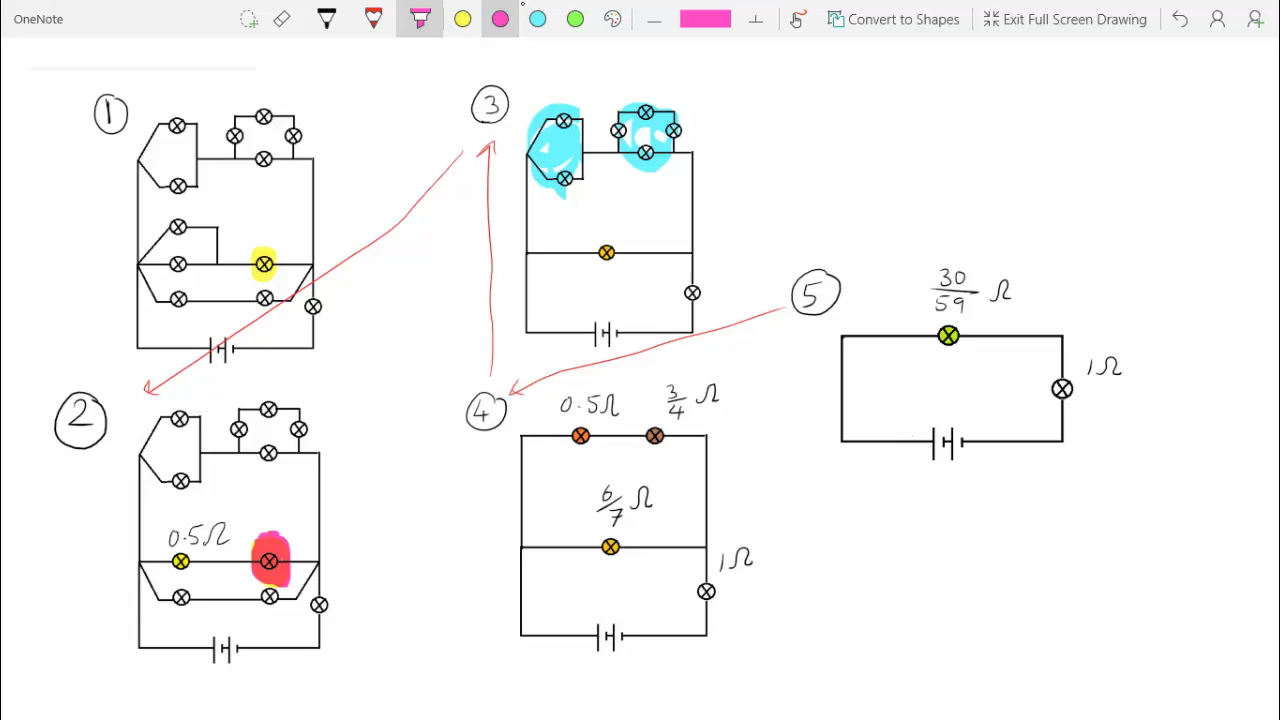 OneNote
Convert to Shapes
Exit Full Screen Drawing
1
3
5
30
59 Ω
1Ω
2
0.5Ω
4
0.5Ω
3
4 Ω
6
7 Ω
1Ω